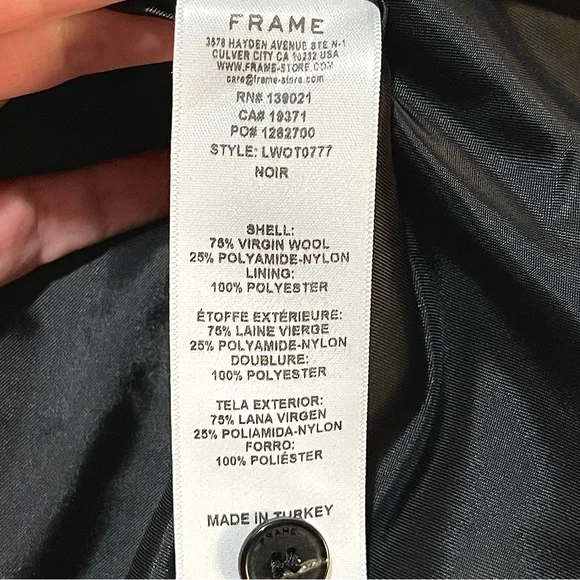 FRAME
3578 HAYDEN AVENUE STE N-1
CULVER CITY CA 10232 USA
WWW.FRAME-STORE.COM
care@frame-store.com
RN# 139021
CA# 19371
PO# 1282700
STYLE: LWOT0777
NOIR
SHELL:
75% VIRGIN WOOL
25% POLYAMIDE-NYLON
LINING:
100% POLYESTER
ÉTOFFE EXTÉRIEURE:
75% LAINE VIERGE
25% POLYAMIDE-NYLON
DOUBLURE:
100% POLYESTER
TELA EXTERIOR:
75% LANA VIRGEN
25% POLIAMIDA-NYLON
FORRO:
100% POLIÉSTER
MADE IN TURKEY
FRAME